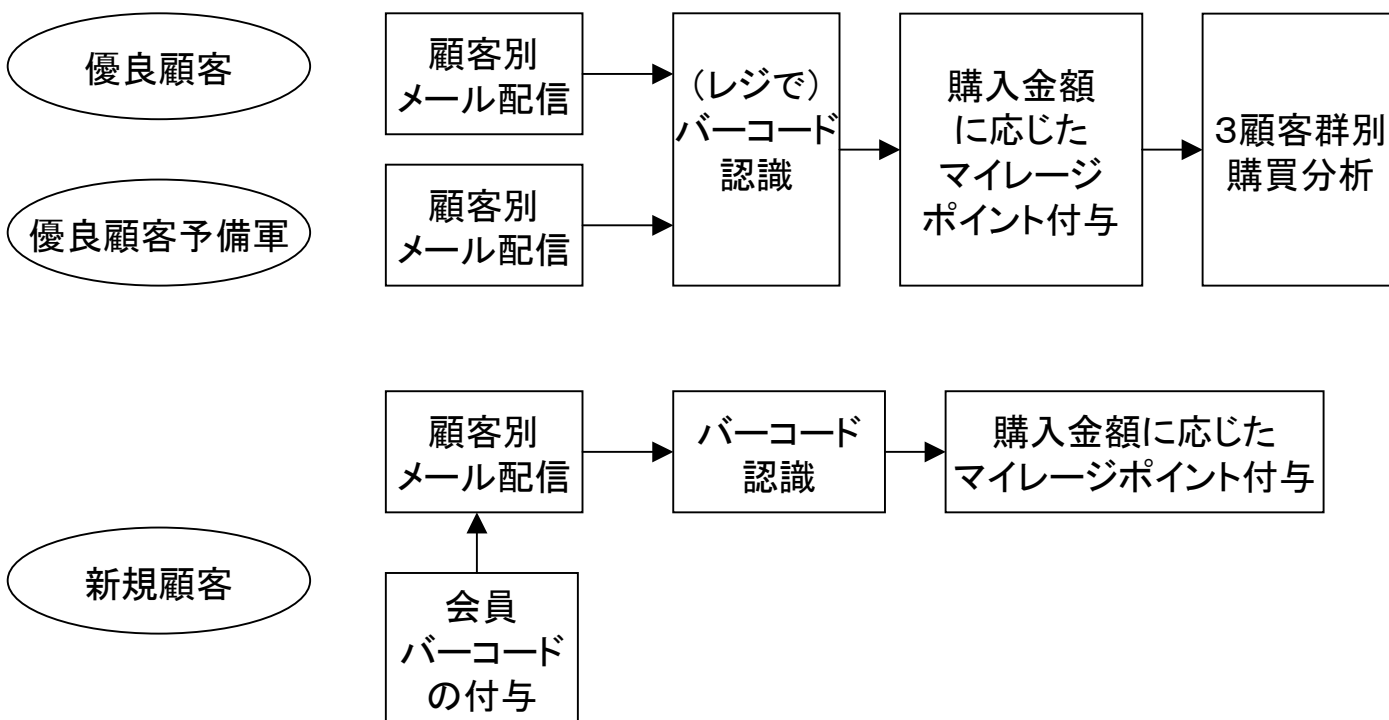 優良顧客
顧客別
メール配信
(レジで)
バーコード
認識
購入金額
に応じた
マイレージ
ポイント付与
３顧客群別
購買分析
優良顧客予備軍
顧客別
メール配信
顧客別
メール配信
バーコード
認識
購入金額に応じた
マイレージポイント付与
新規顧客
会員
バーコード
の付与